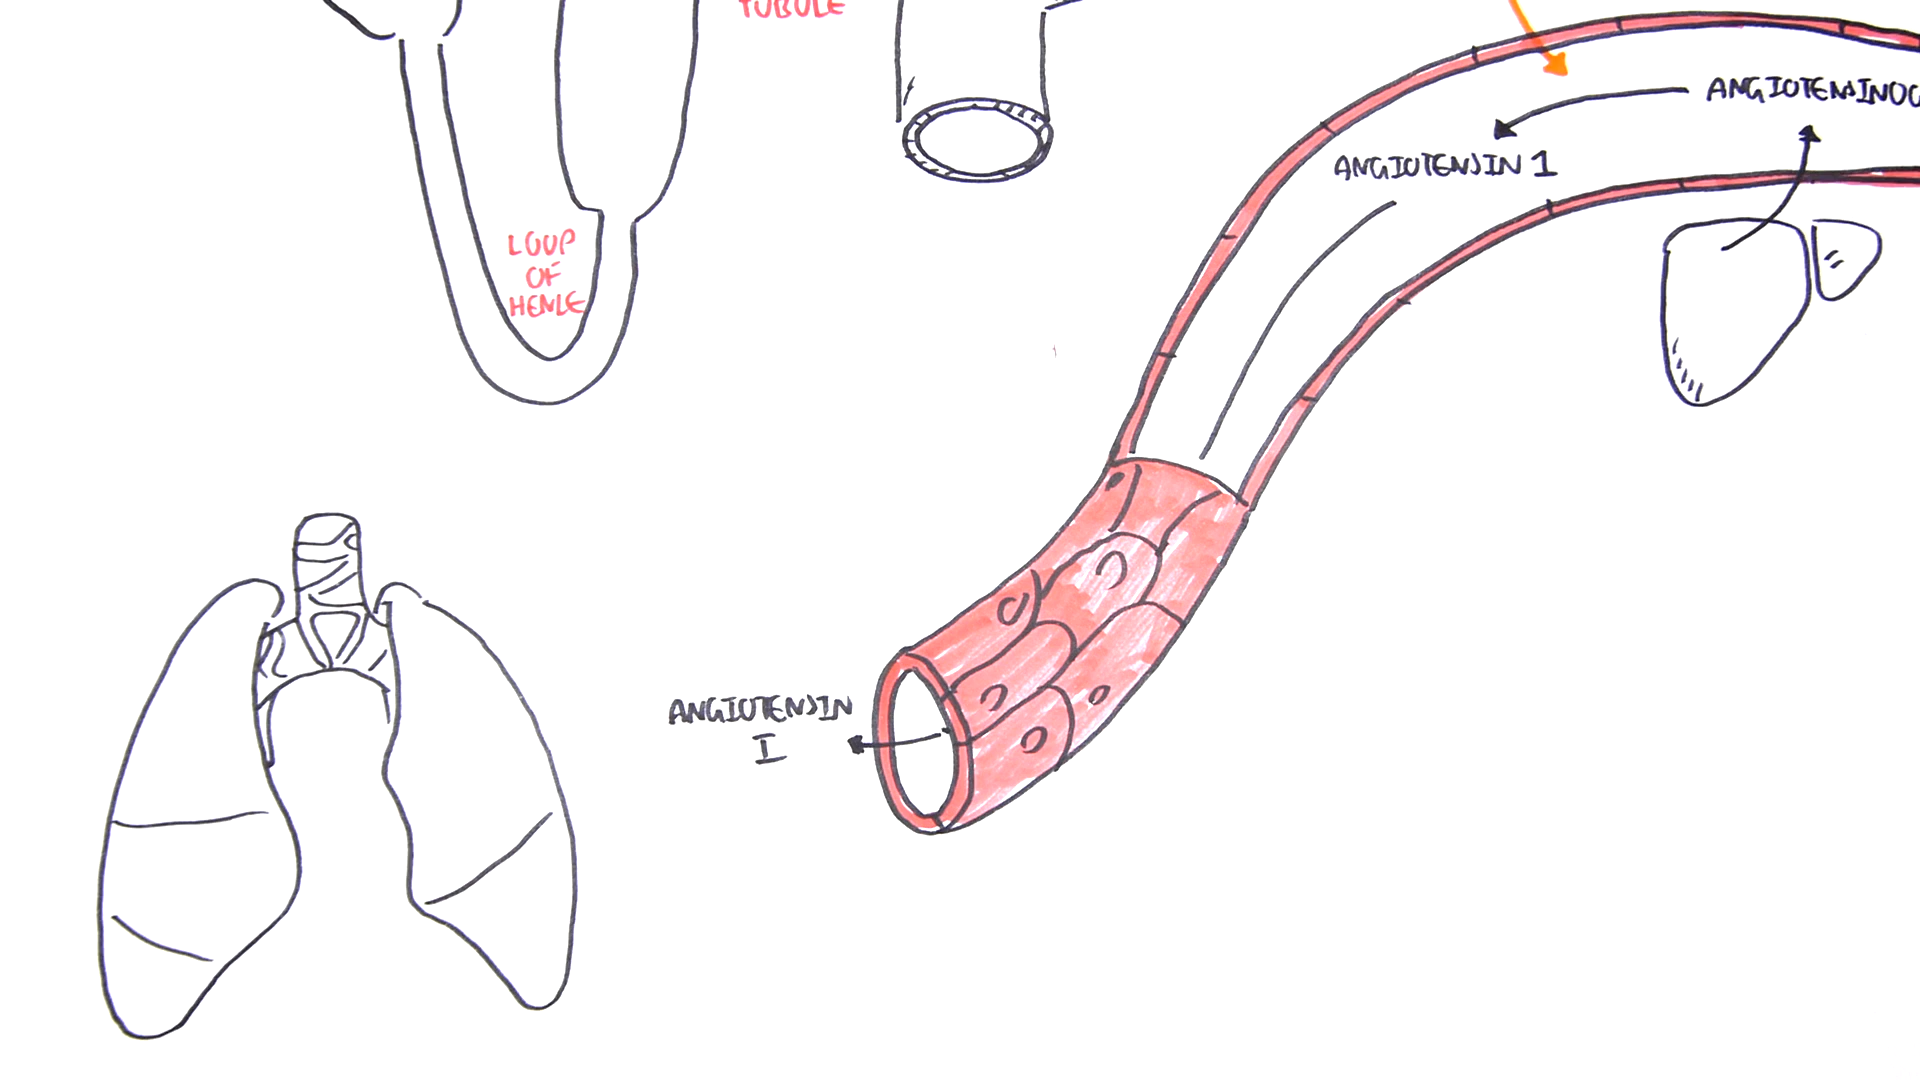 TUBULE
ANGIOTENSINOG
ANGIOTENSIN 1
LOOP
OF
HENLE
ANGIOTENSIN
I